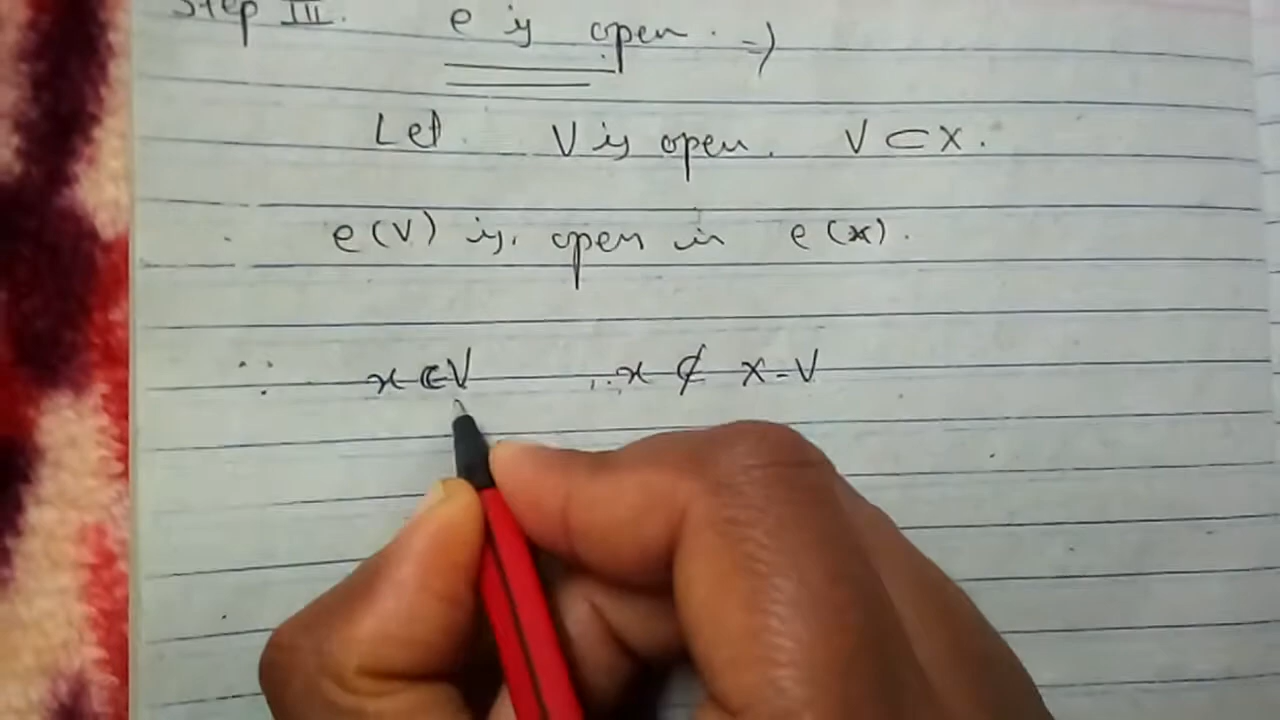 Step III. e is open. ⇒
Let V is open. V ⊂ X.
e(V) is open in e(x).
∵ x ∈ V ∴ x ∉ X-V